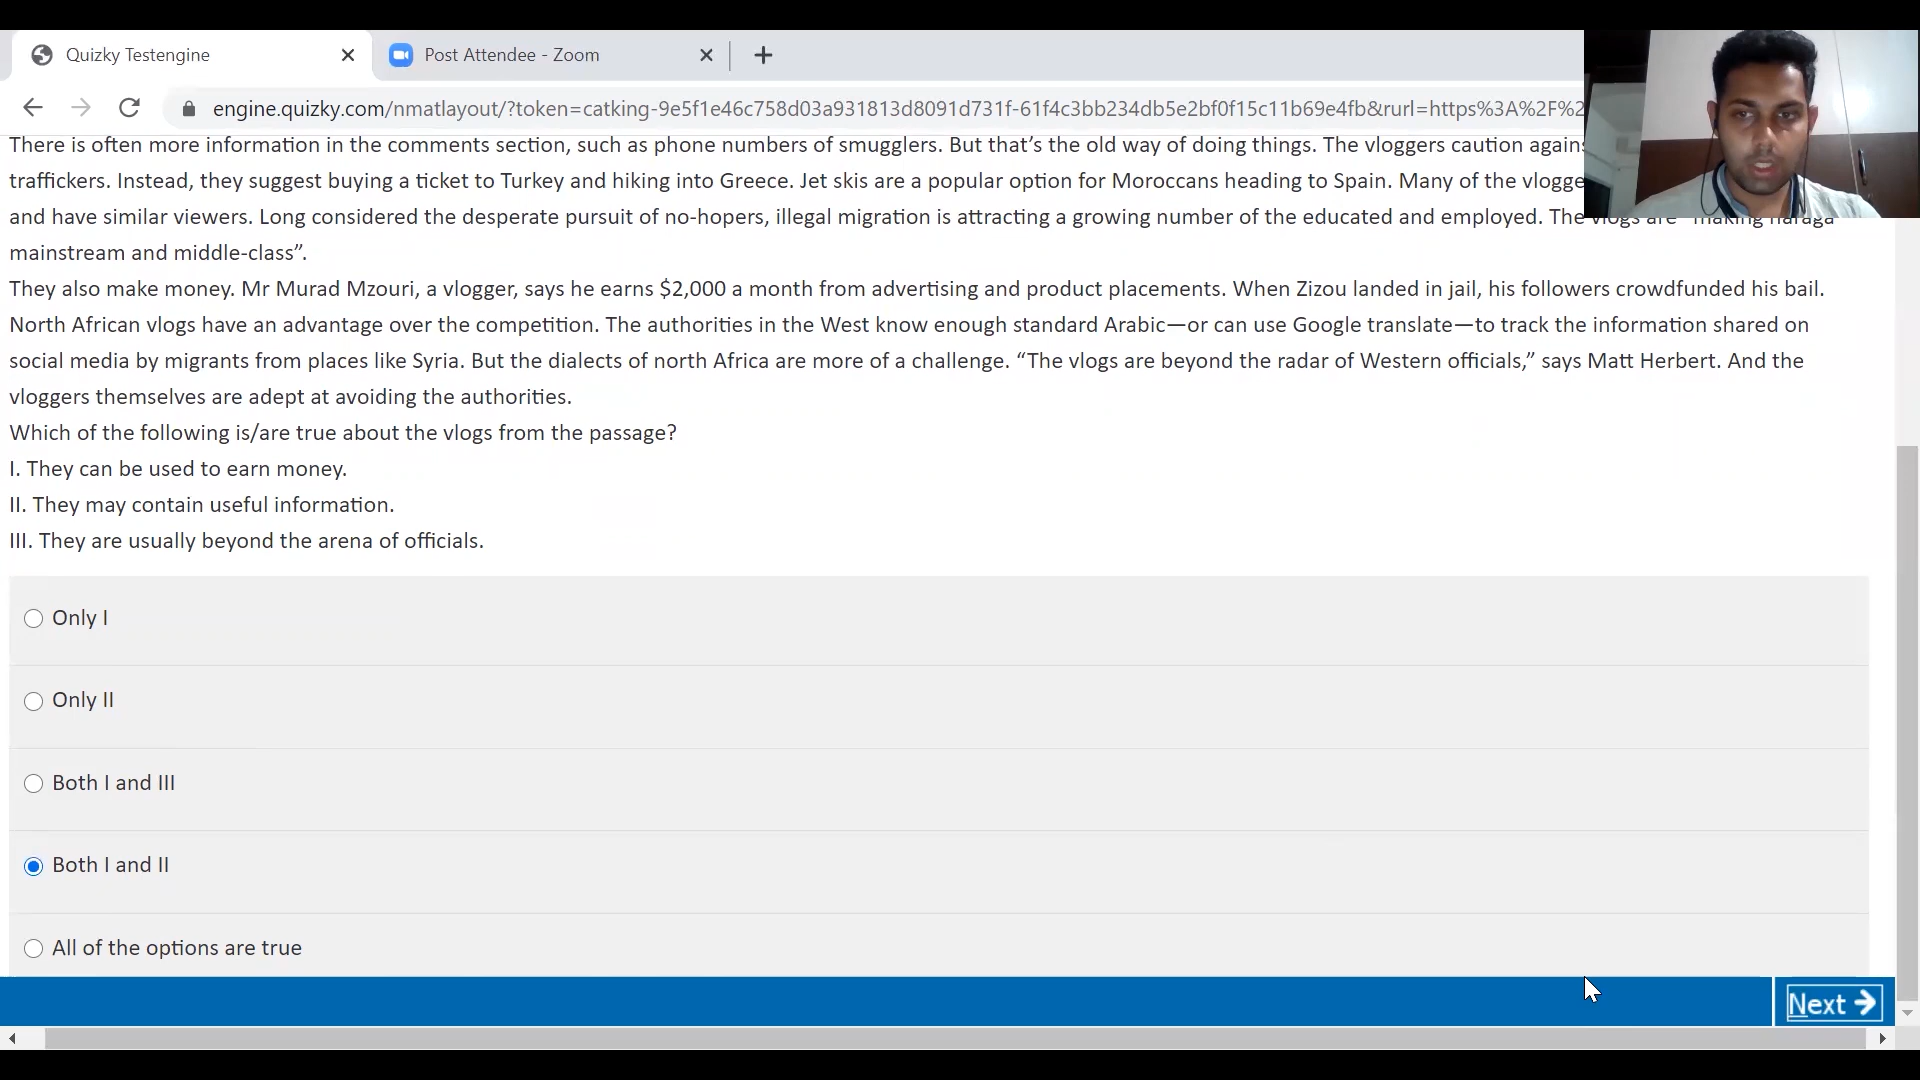 Quizky Testengine
Post Attendee - Zoom
engine.quizky.com/nmatlayout/?token=catking-9e5f1e46c758d03a931813d8091d731f-61f4c3bb234db5e2bf0f15c11b69e4fb&rurl=https%3A%2F%2
There is often more information in the comments section, such as phone numbers of smugglers. But that’s the old way of doing things. The vloggers caution agains
traffickers. Instead, they suggest buying a ticket to Turkey and hiking into Greece. Jet skis are a popular option for Moroccans heading to Spain. Many of the vlogge
and have similar viewers. Long considered the desperate pursuit of no-hopers, illegal migration is attracting a growing number of the educated and employed. The vlogs are “making haraga
mainstream and middle-class”.
They also make money. Mr Murad Mzouri, a vlogger, says he earns $2,000 a month from advertising and product placements. When Zizou landed in jail, his followers crowdfunded his bail.
North African vlogs have an advantage over the competition. The authorities in the West know enough standard Arabic—or can use Google translate—to track the information shared on
social media by migrants from places like Syria. But the dialects of north Africa are more of a challenge. “The vlogs are beyond the radar of Western officials,” says Matt Herbert. And the
vloggers themselves are adept at avoiding the authorities.
Which of the following is/are true about the vlogs from the passage?
I. They can be used to earn money.
II. They may contain useful information.
III. They are usually beyond the arena of officials.
Only I
Only II
Both I and III
Both I and II
All of the options are true
Next